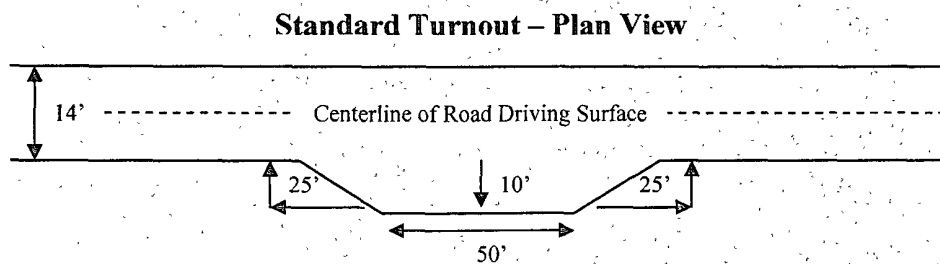 Standard Turnout – Plan View
14'
Centerline of Road Driving Surface
25'
10'
25'
50'